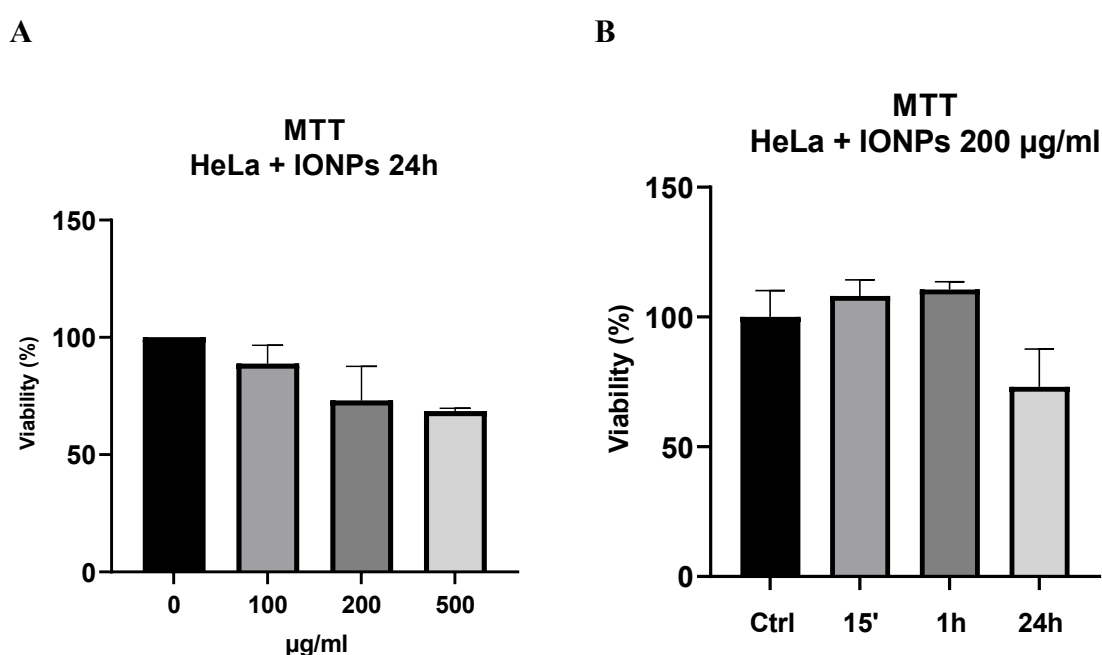 A
MTT
HeLa + IONPs 24h
Viability (%)
150
100
50
0
0 100 200 500
µg/ml
B
MTT
HeLa + IONPs 200 µg/ml
Viability (%)
150
100
50
0
Ctrl 15' 1h 24h